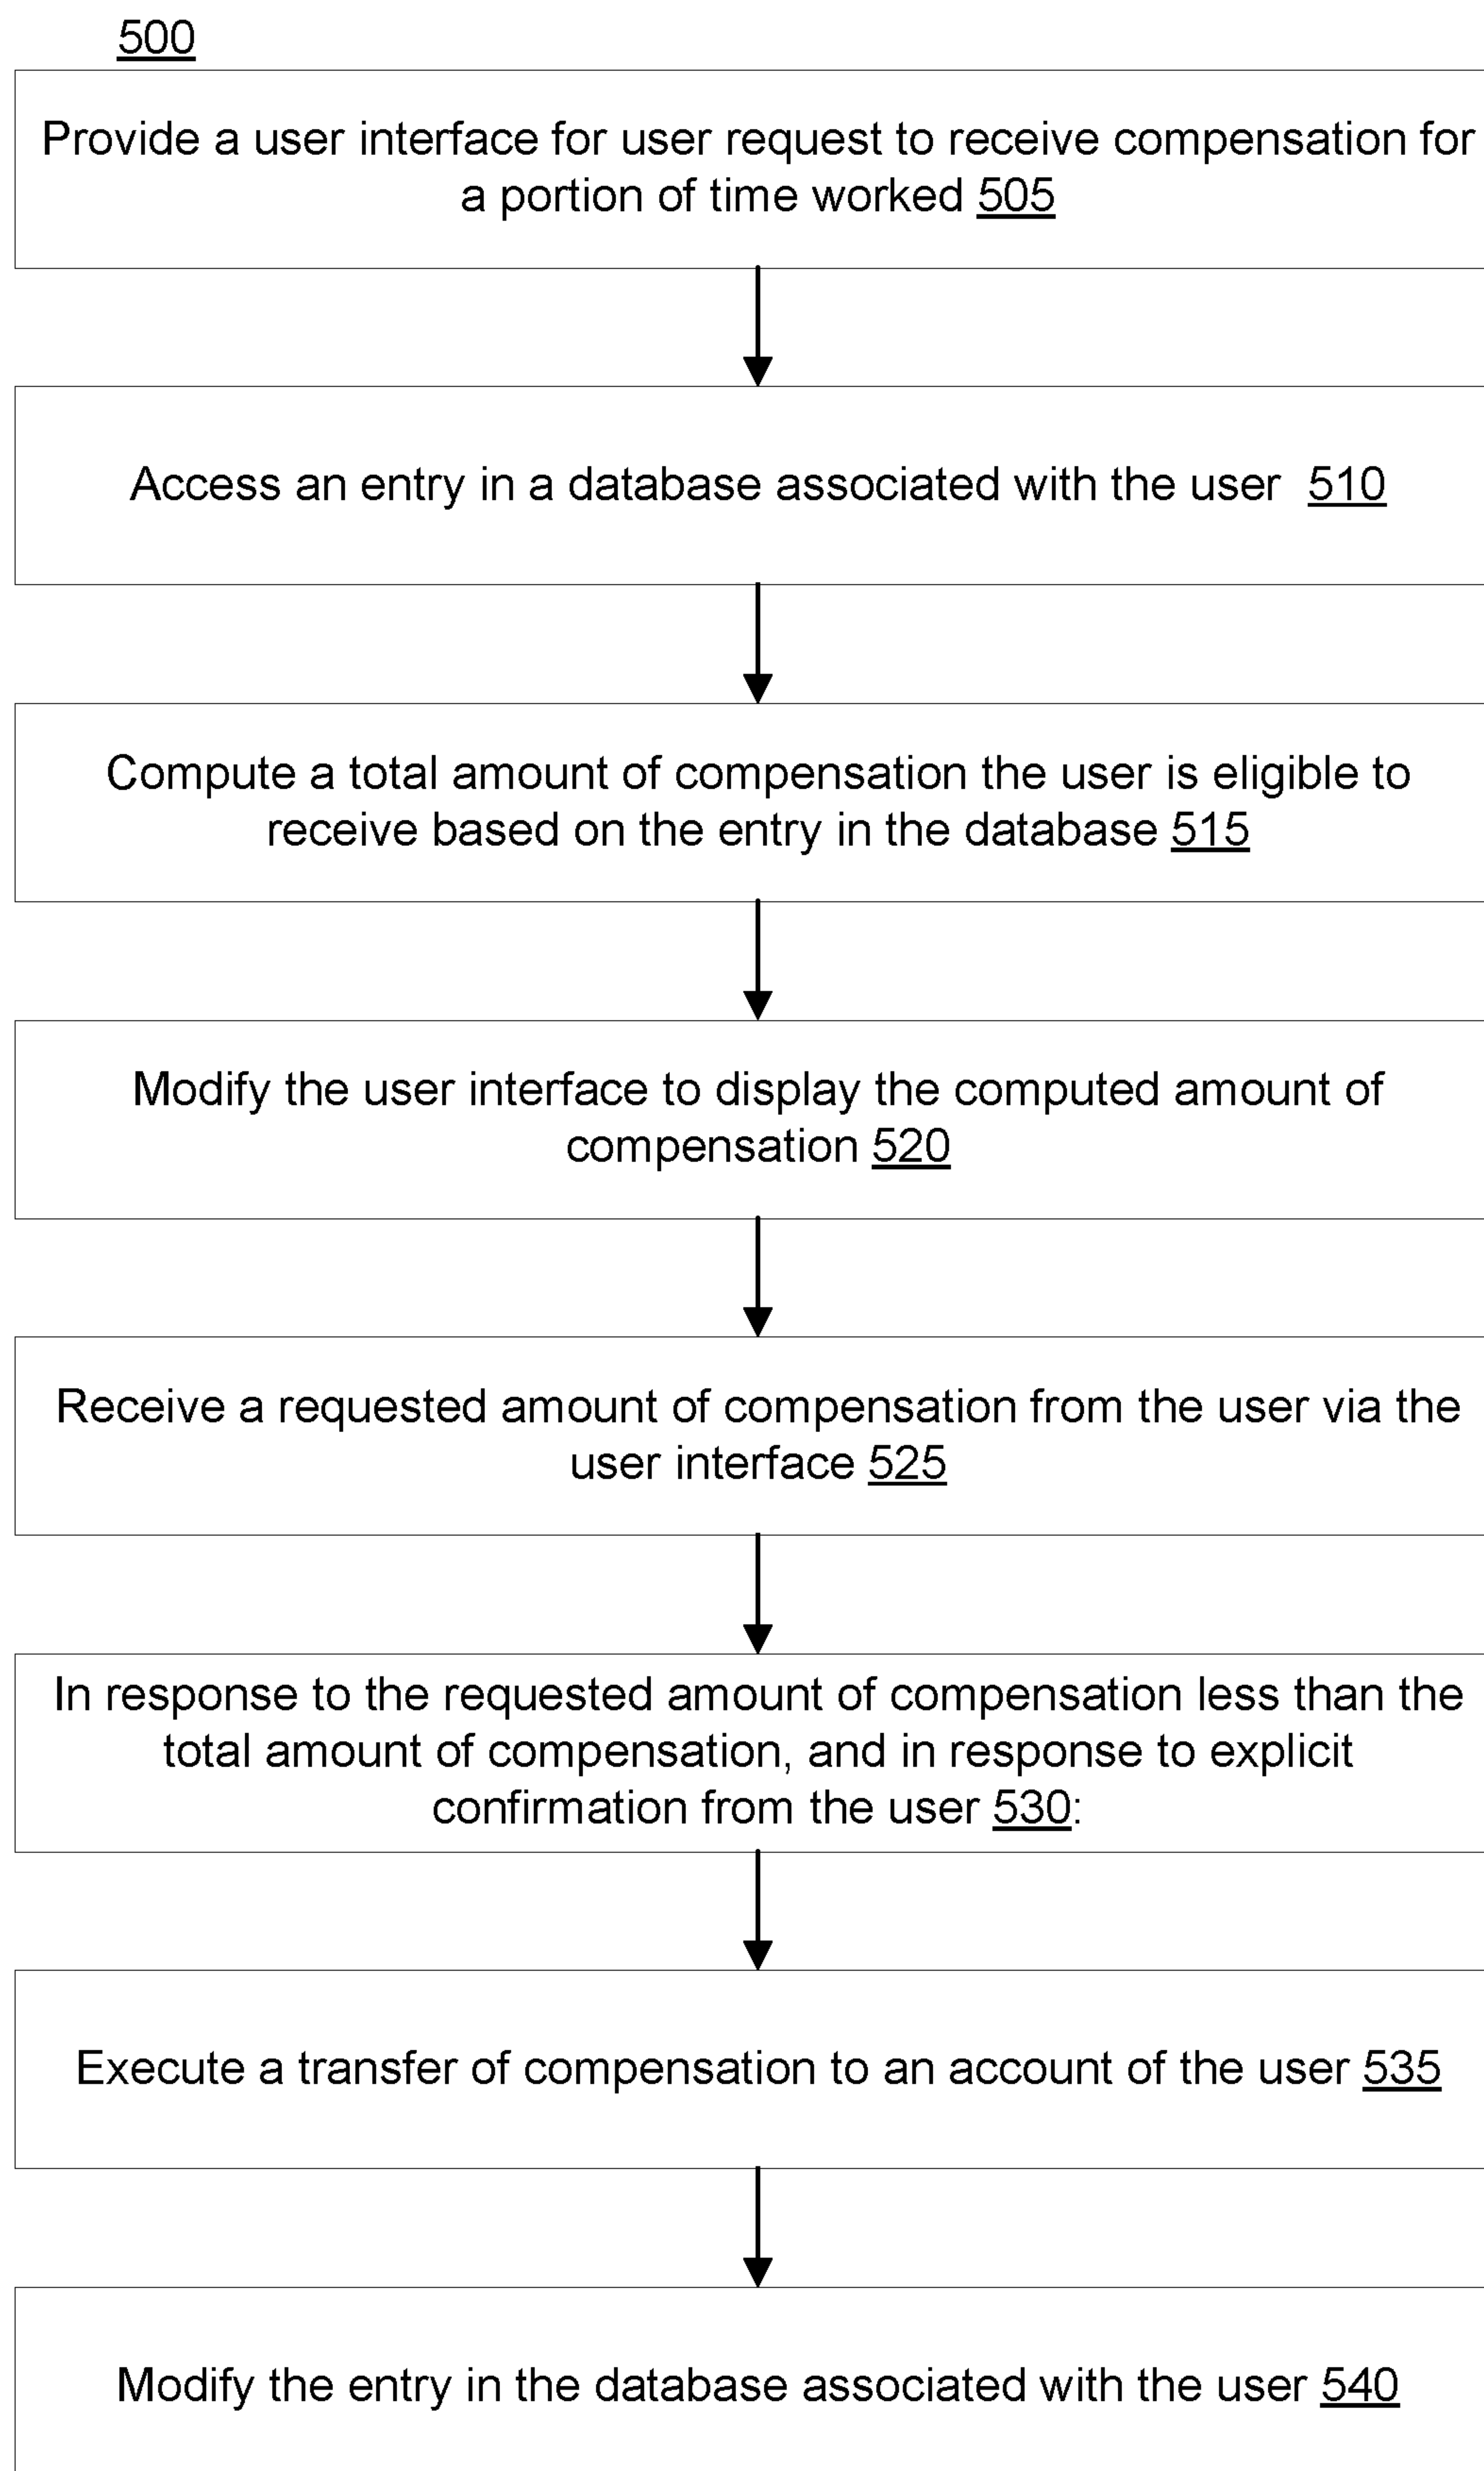 500
Provide a user interface for user request to receive compensation for
a portion of time worked 505
Access an entry in a database associated with the user 510
Compute a total amount of compensation the user is eligible to
receive based on the entry in the database 515
Modify the user interface to display the computed amount of
compensation 520
Receive a requested amount of compensation from the user via the
user interface 525
In response to the requested amount of compensation less than the
total amount of compensation, and in response to explicit
confirmation from the user 530:
Execute a transfer of compensation to an account of the user 535
Modify the entry in the database associated with the user 540